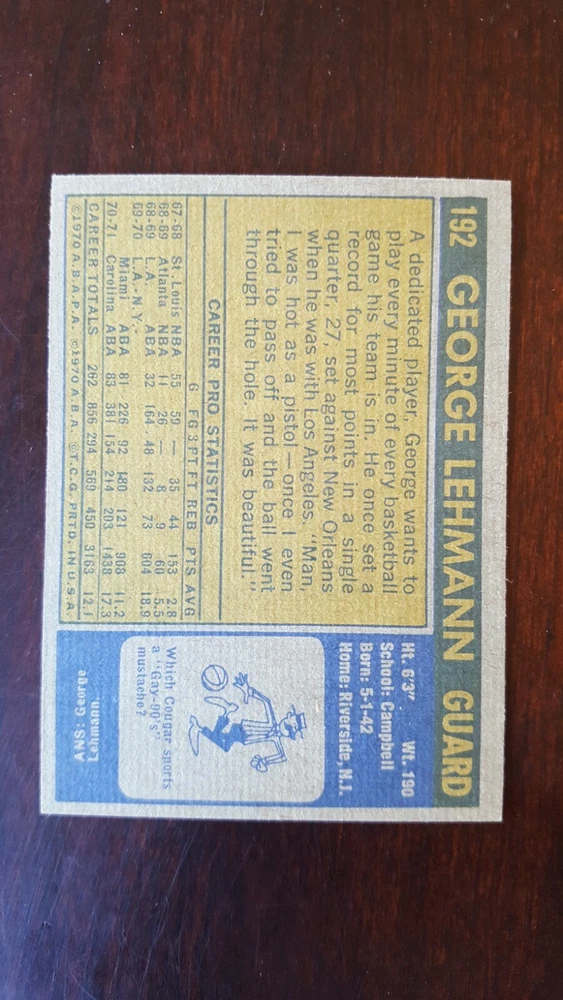 192 GEORGE LEHMANN GUARD
A dedicated player, George wants to
play every minute of every basketball
game his team is in. He once set a
record for most points in a single
quarter, 27, set against New Orleans
when he was with Los Angeles. "Man,
I was hot as a pistol—once I even
tried to pass off and the ball went
through the hole. It was beautiful."
CAREER PRO STATISTICS
G FG 3PT FT REB PTS AVG
67-68 St. Louis NBA 55 59 — 35 44 153 2.8
68-69 Atlanta NBA 11 26 — 8 9 60 5.5
68-69 L.A. ABA 32 164 48 132 73 604 18.9
69-70 L.A.-N.Y.-
Miami ABA 81 226 92 180 121 908 11.2
70-71 Carolina ABA 83 381 154 214 203 1438 17.3
CAREER TOTALS 262 856 294 569 450 3163 12.1
©1970 A.B.A.P.A. ©1970 A.B.A. ©T.C.G. PRTD. IN U.S.A.
Ht. 6'3" Wt. 190
School: Campbell
Born: 5-1-42
Home: Riverside, N.J.
Which Cougar sports
a "Gay-90's"
mustache?
ANS: George
Lehmann.